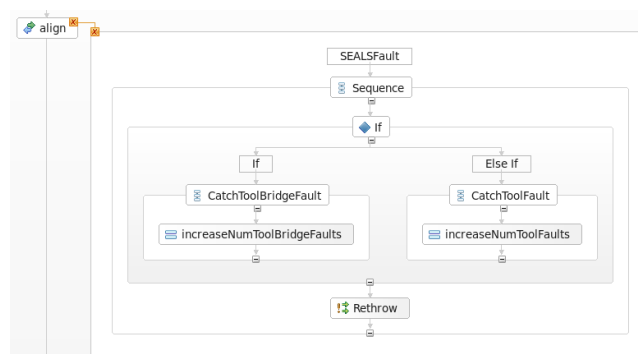 align
SEALSFault
Sequence
If
If
Else If
CatchToolBridgeFault
CatchToolFault
increaseNumToolBridgeFaults
increaseNumToolFaults
Rethrow